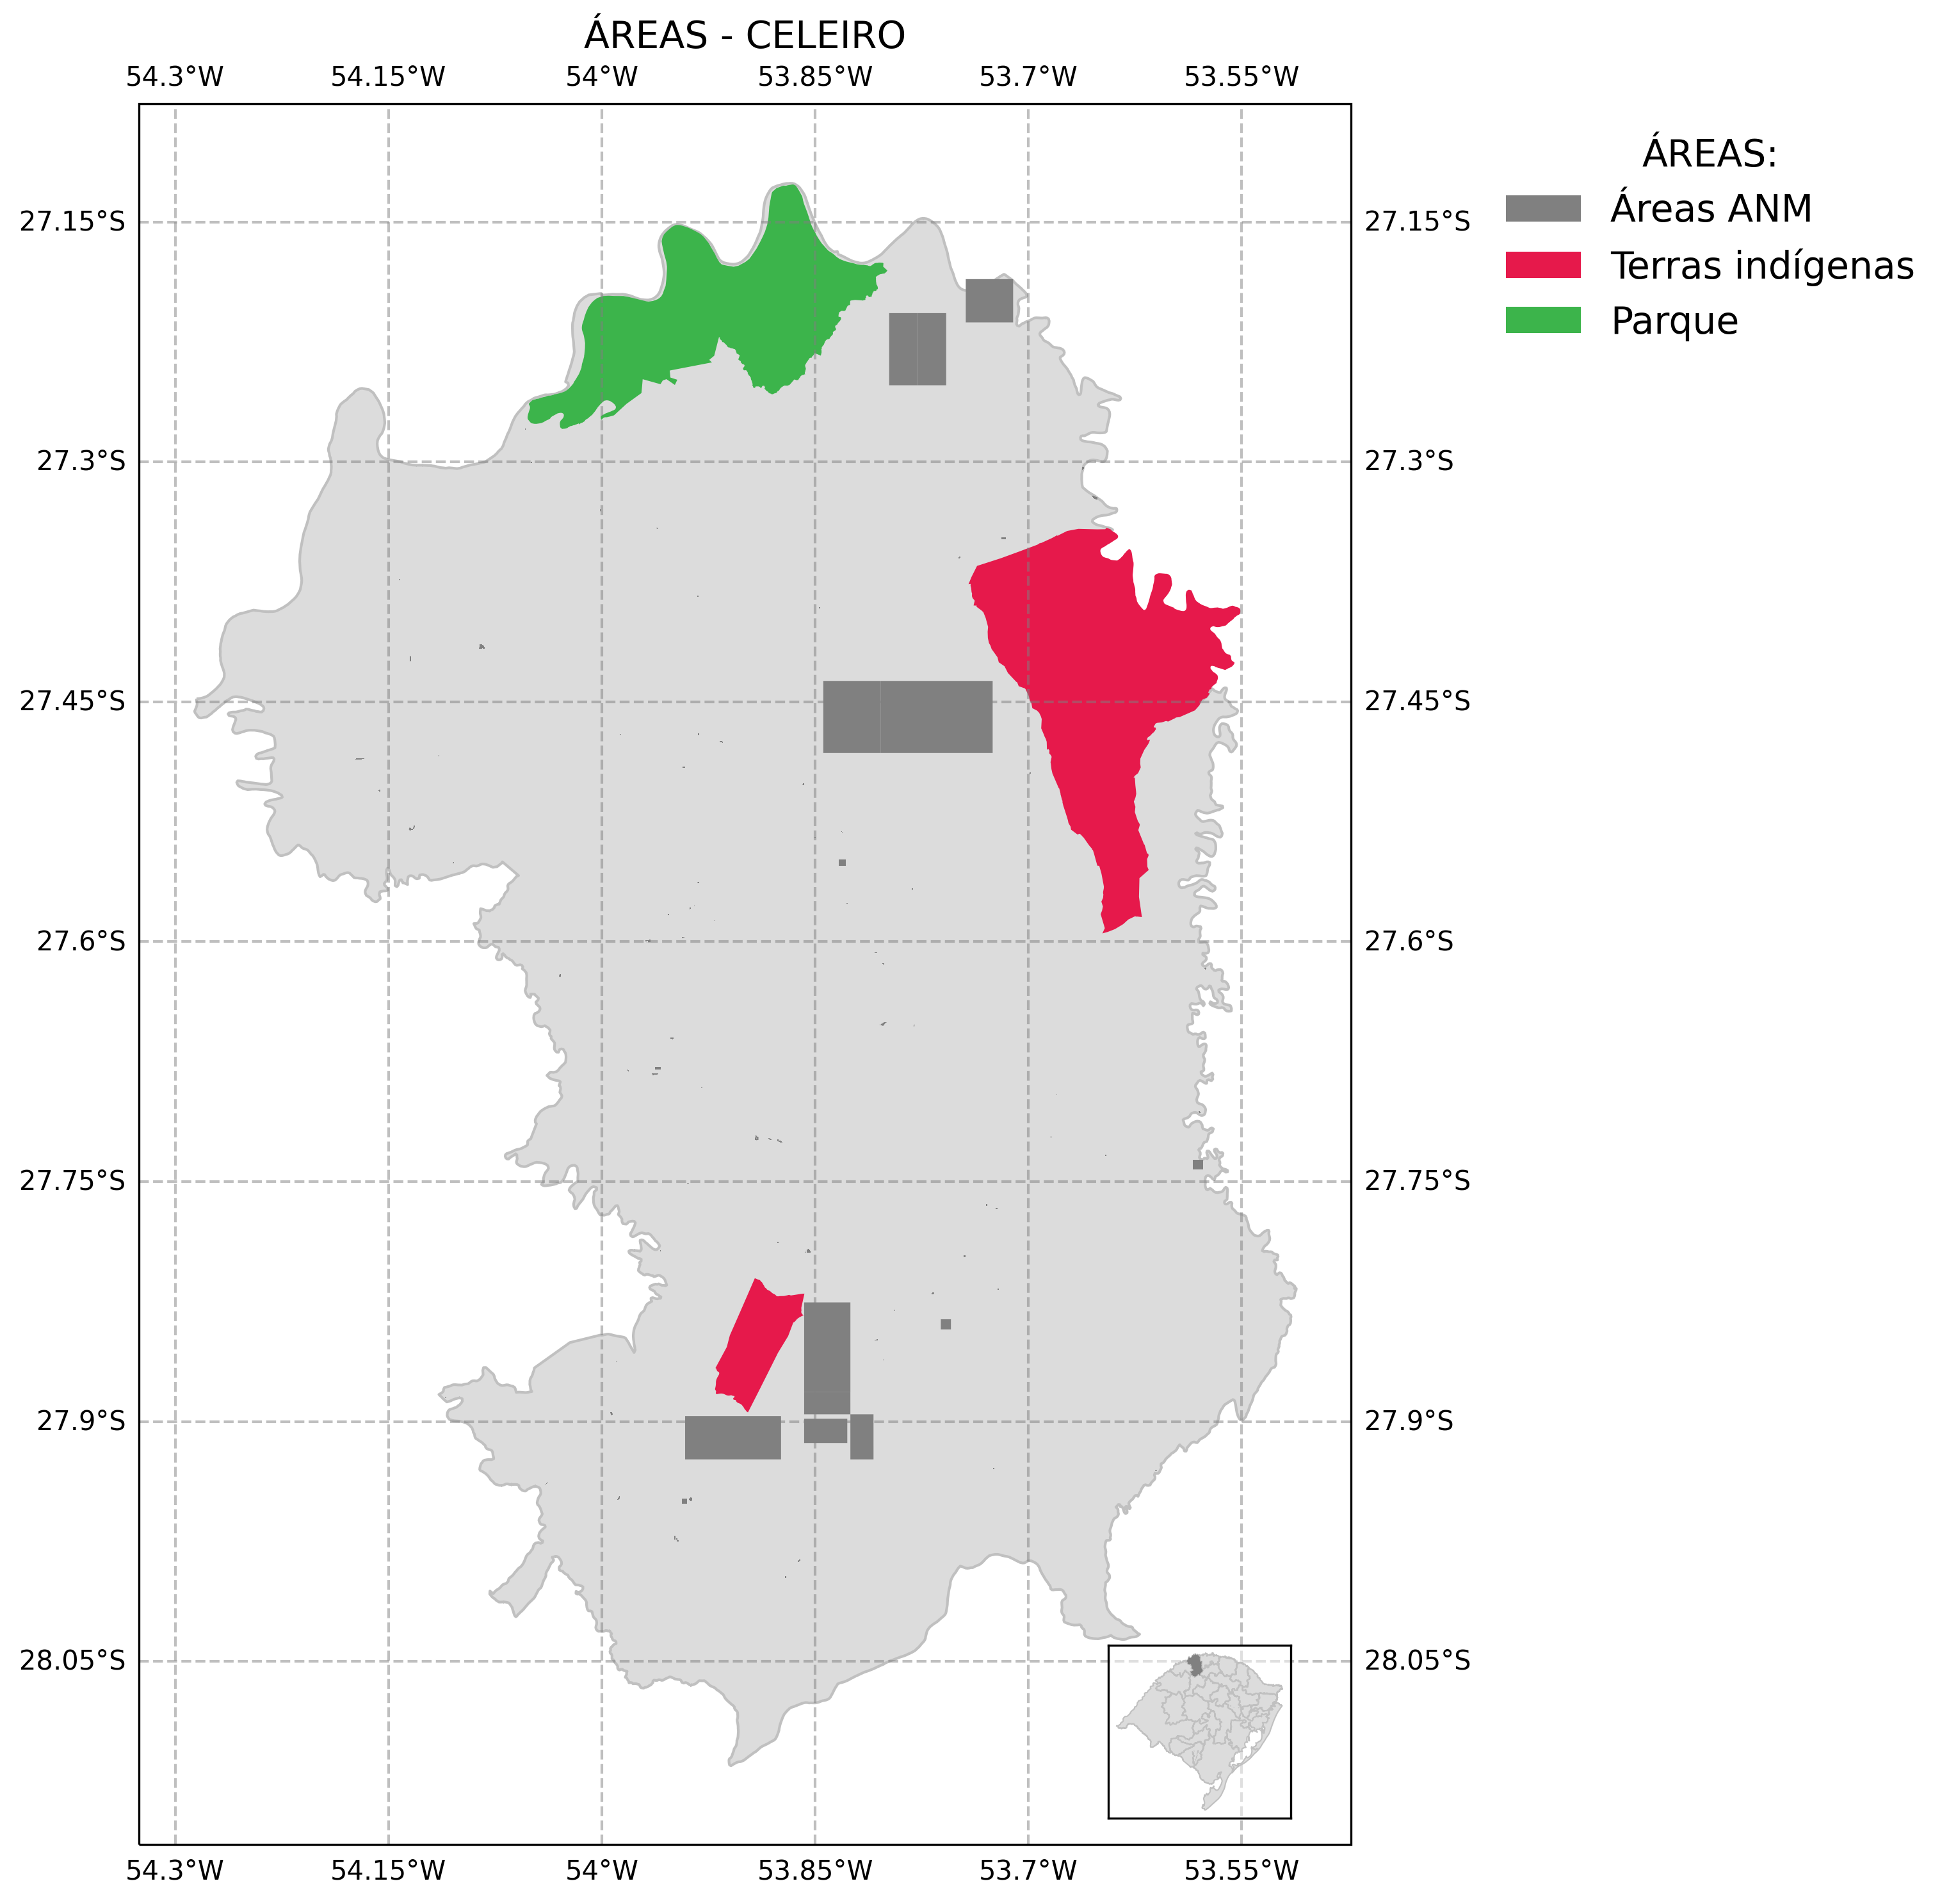 ÁREAS - CELEIRO
54.3°W 54.15°W 54°W 53.85°W 53.7°W 53.55°W
ÁREAS:
Áreas ANM
Terras indígenas
Parque
27.15°S 27.15°S
27.3°S 27.3°S
27.45°S 27.45°S
27.6°S 27.6°S
27.75°S 27.75°S
27.9°S 27.9°S
28.05°S 28.05°S
54.3°W 54.15°W 54°W 53.85°W 53.7°W 53.55°W